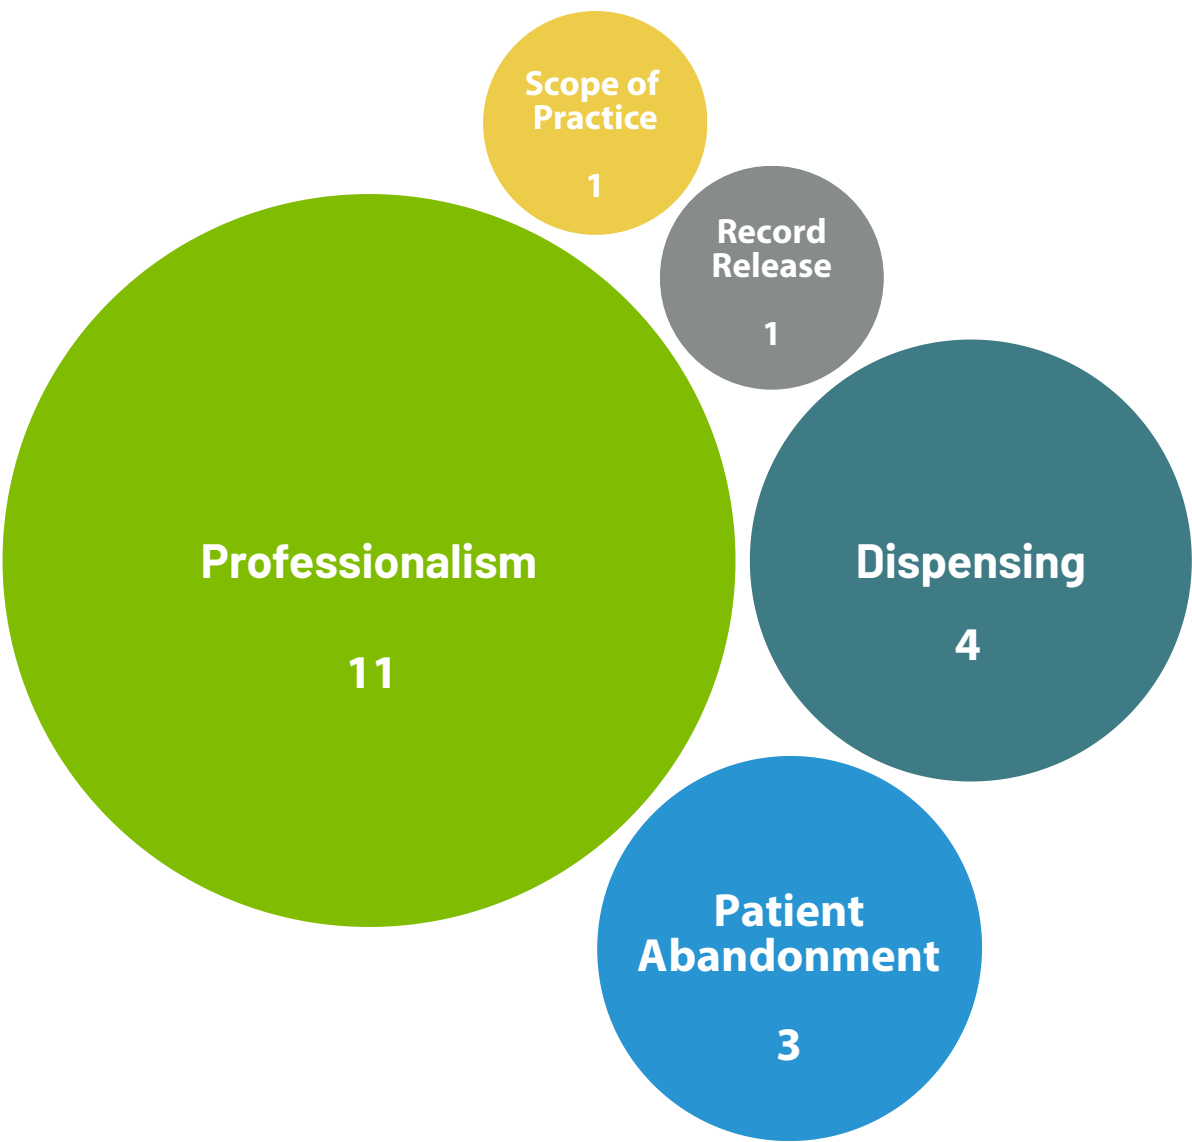 Scope of
Practice
1
Record
Release
1
Professionalism
11
Dispensing
4
Patient
Abandonment
3